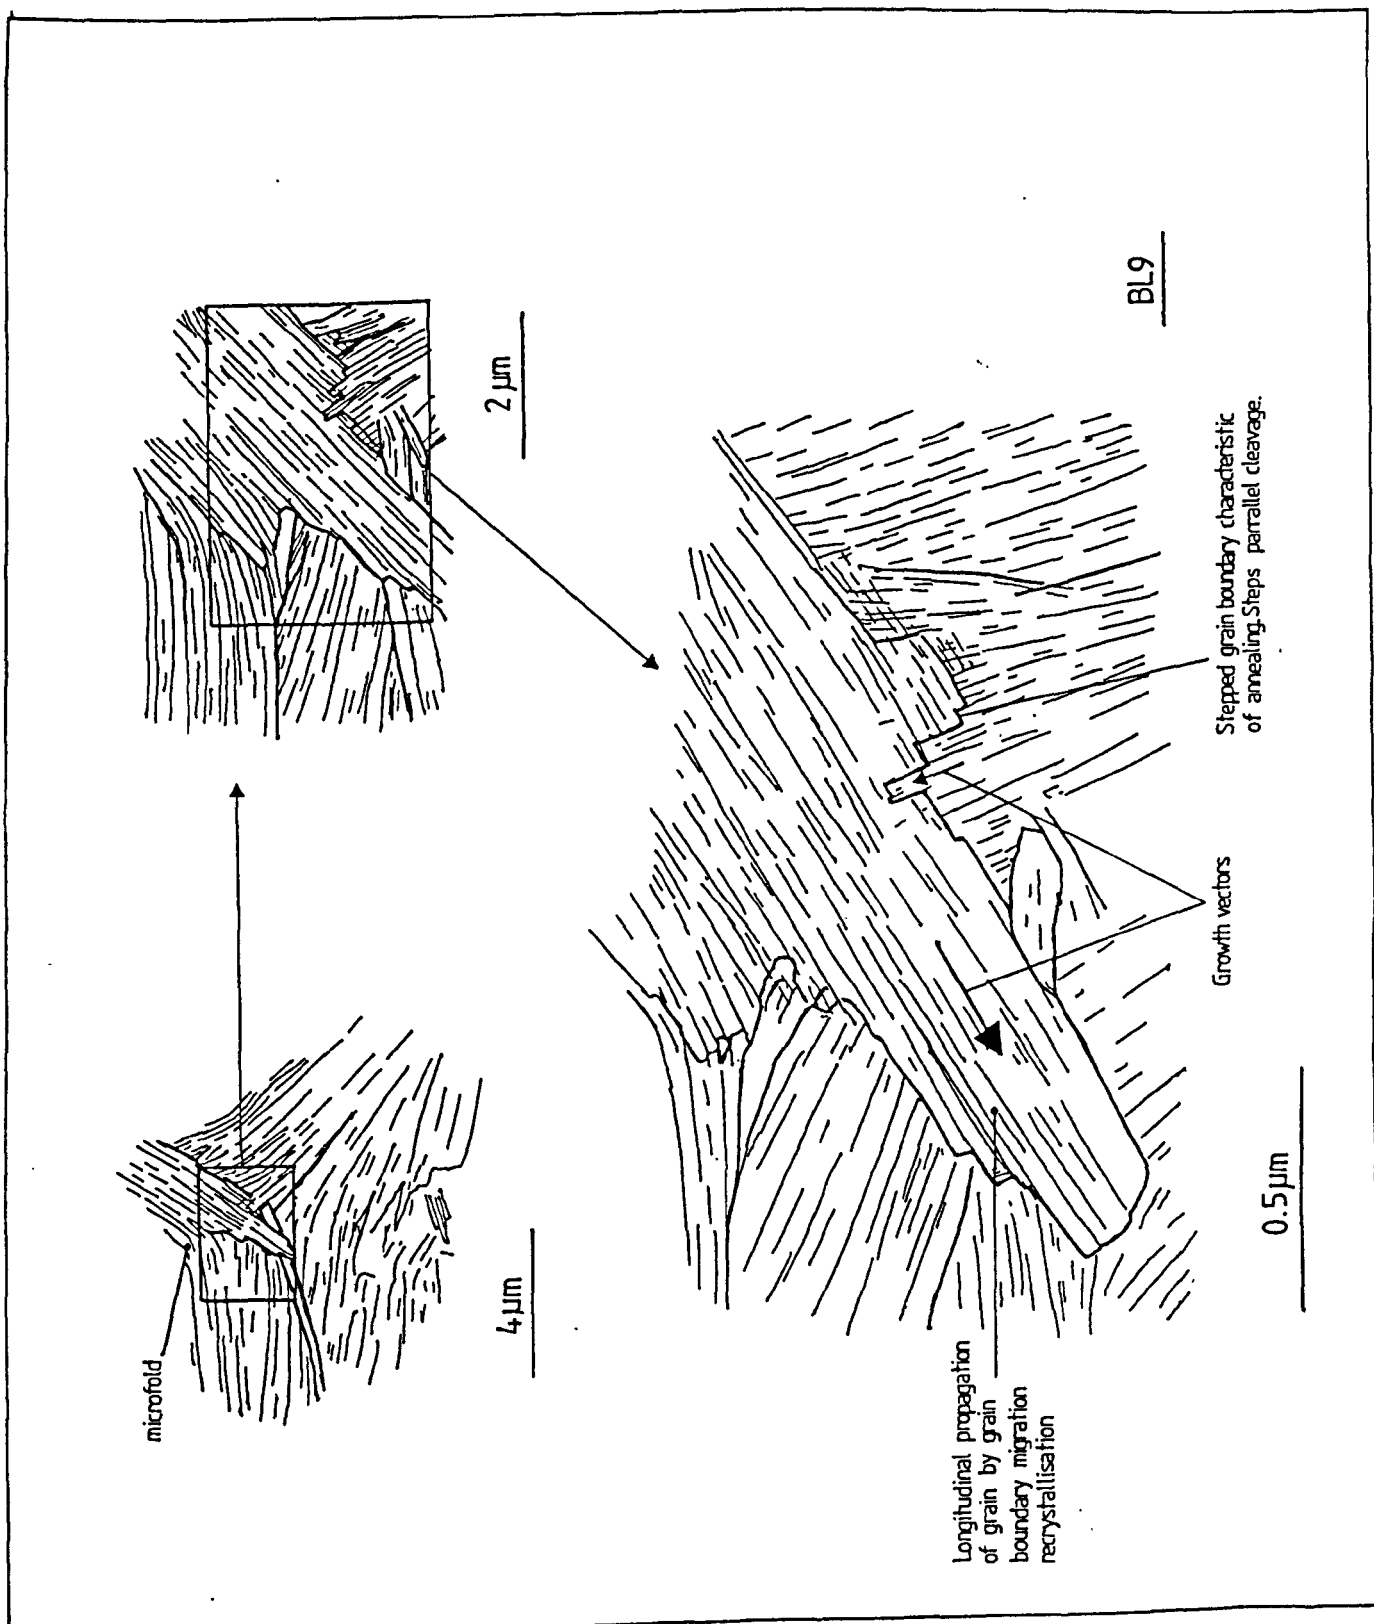 microfold
4µm
2µm
Longitudinal propagation
of grain by grain
boundary migration
recrystallisation
0.5µm
Growth vectors
Stepped grain boundary characteristic
of annealing. Steps parrallel cleavage.
BL9